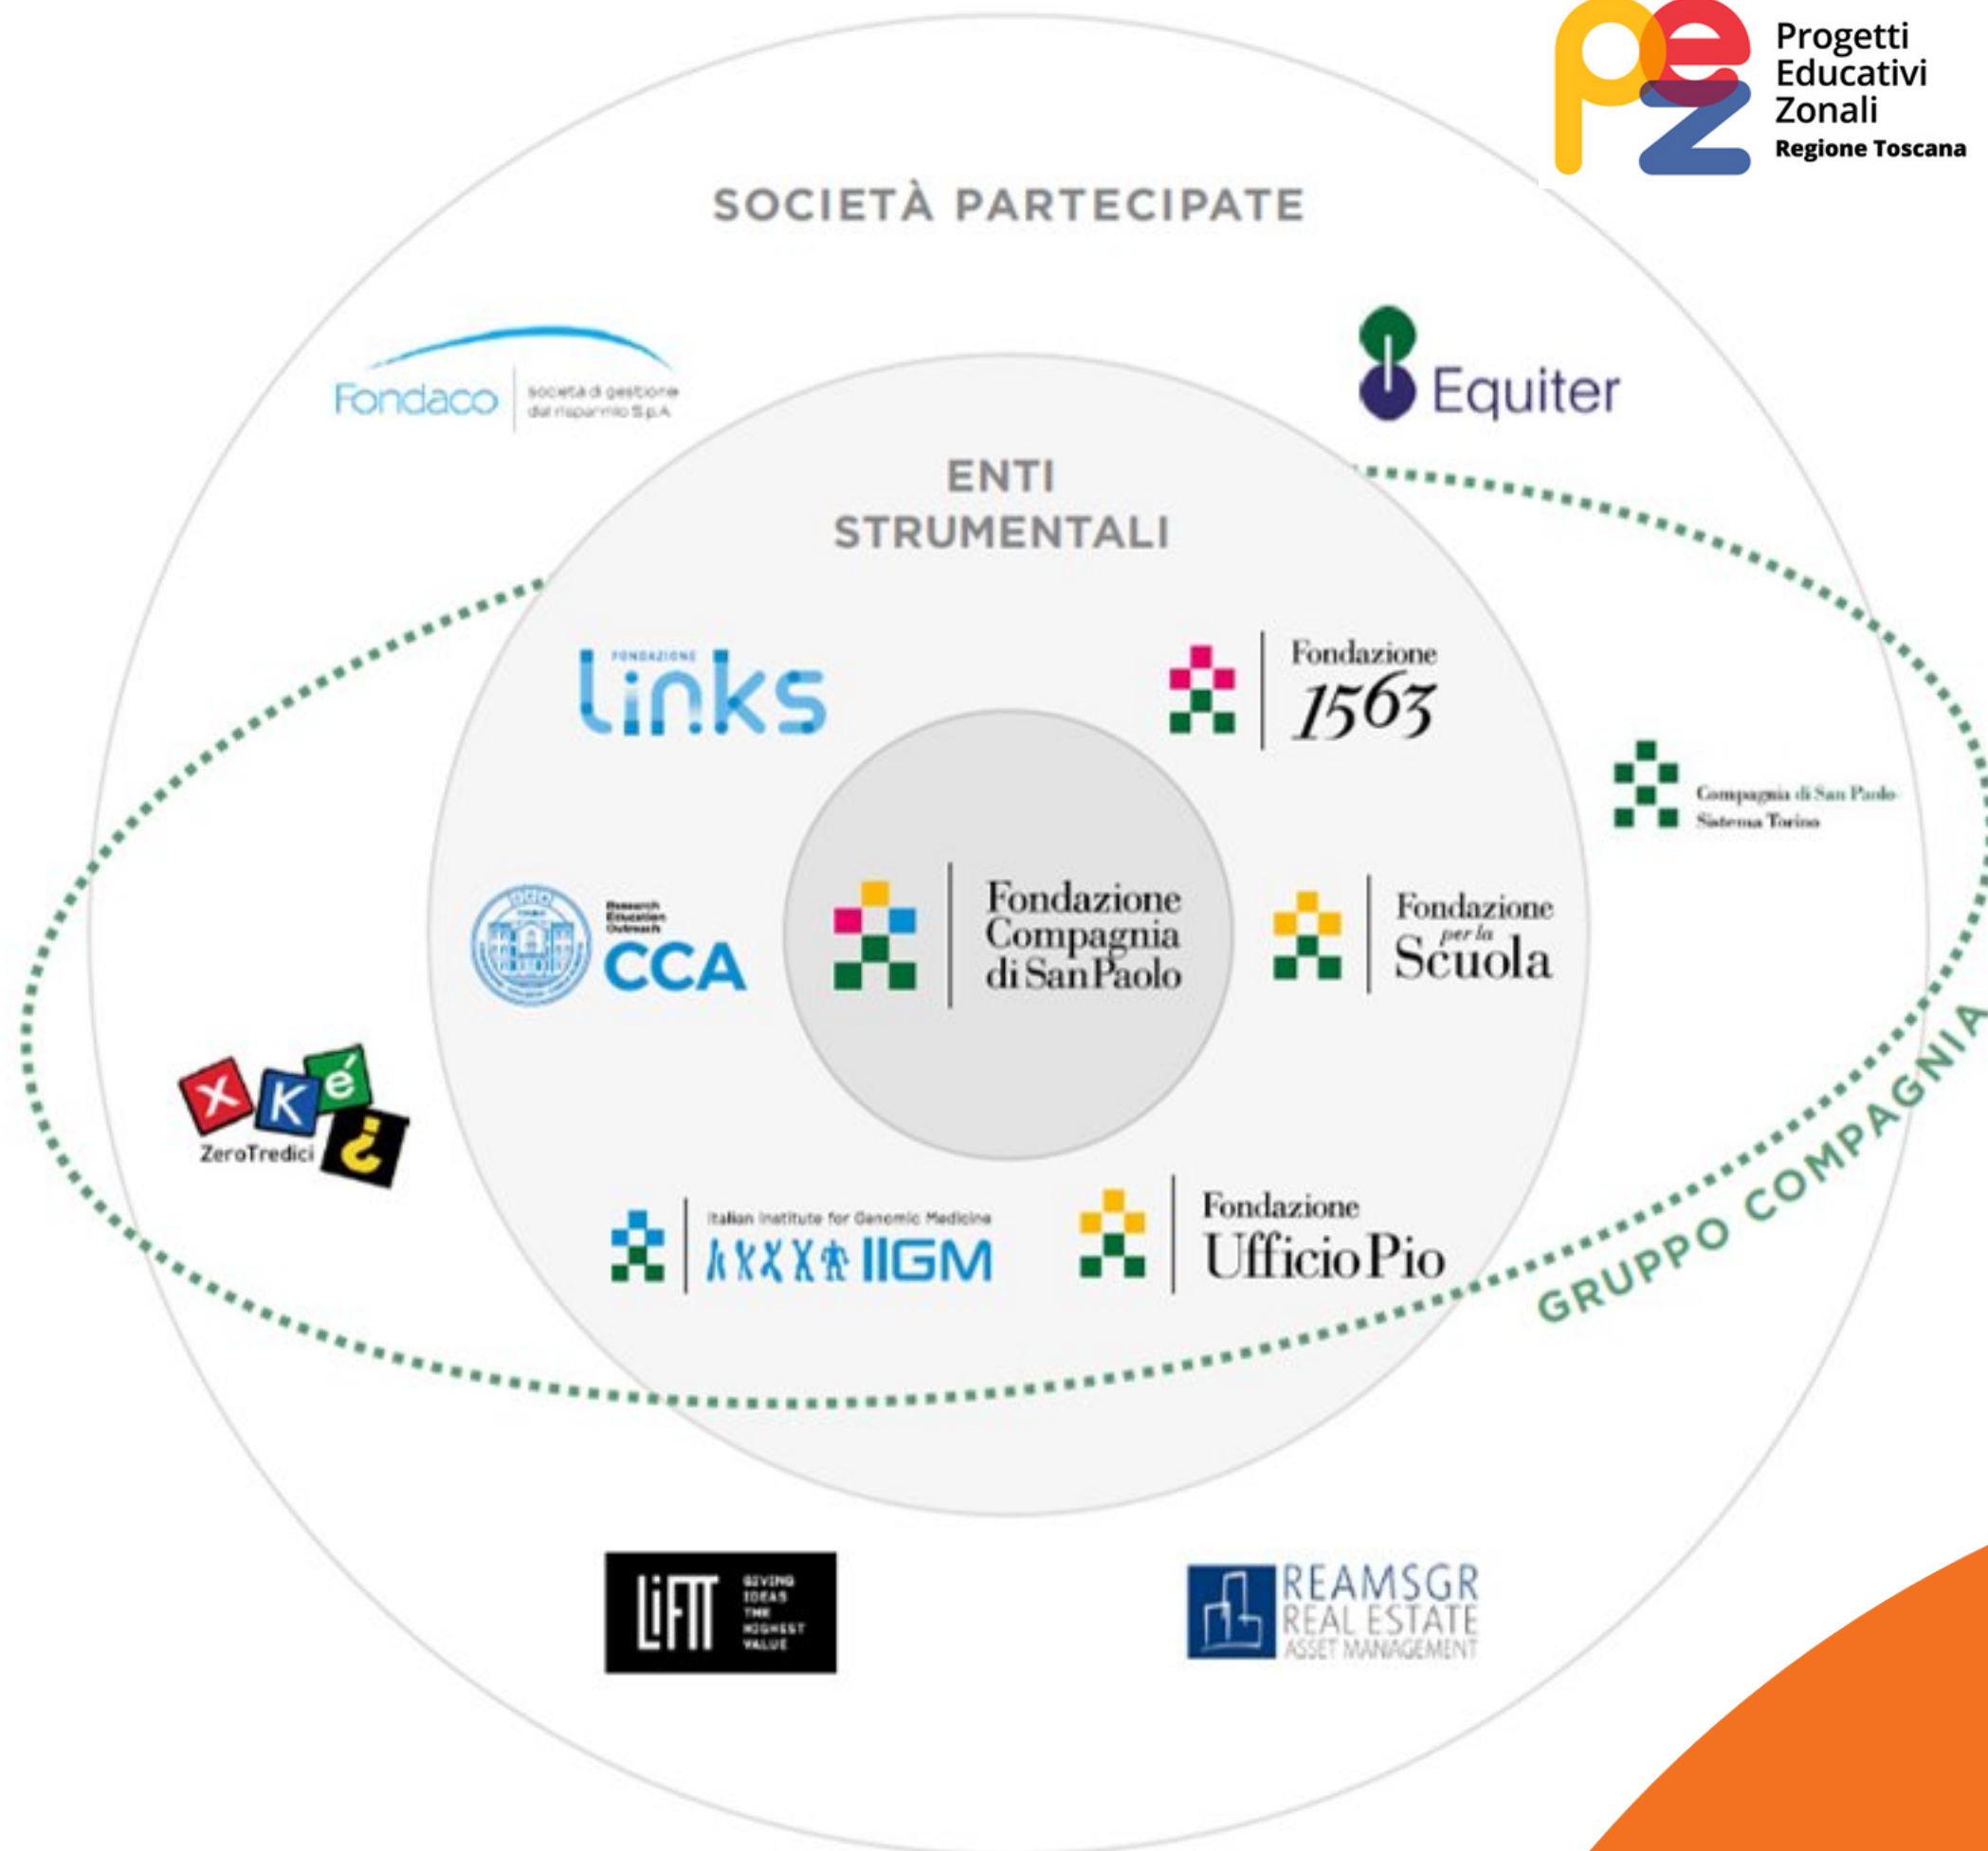 Progetti
Educativi
Zonali
Regione Toscana
pez
SOCIETÀ PARTECIPATE
Fondaco
società di gestione
del risparmio S.p.A.
Equiter
ENTI
STRUMENTALI
FONDAZIONE
Links
Fondazione
1563
Compagnia di San Paolo
Sistema Torino
Research
Education
Outreach
CCA
Fondazione
Compagnia
di San Paolo
Fondazione
per la
Scuola
X K é ?
ZeroTredici
Italian Institute for Genomic Medicine
IIGM
Fondazione
Ufficio Pio
GRUPPO COMPAGNIA
LiFTT
GIVING
IDEAS
THE
HIGHEST
VALUE
REAMSGR
REAL ESTATE
ASSET MANAGEMENT